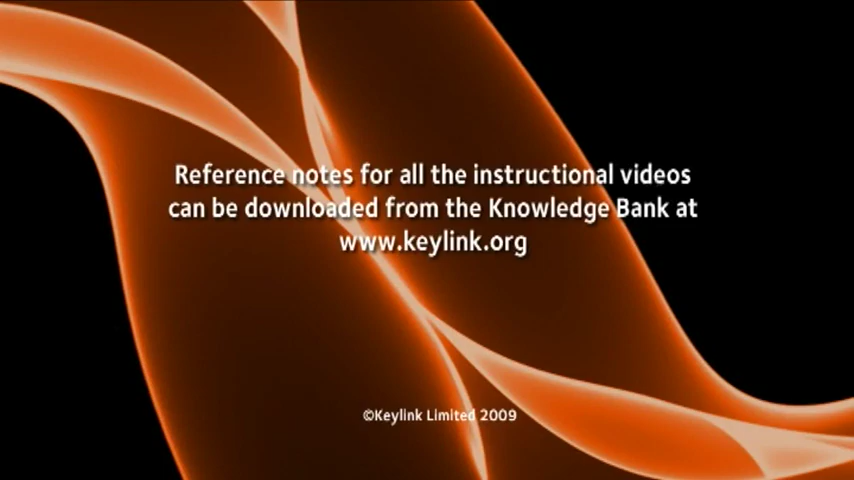 Reference notes for all the instructional videos
can be downloaded from the Knowledge Bank at
www.keylink.org
©Keylink Limited 2009